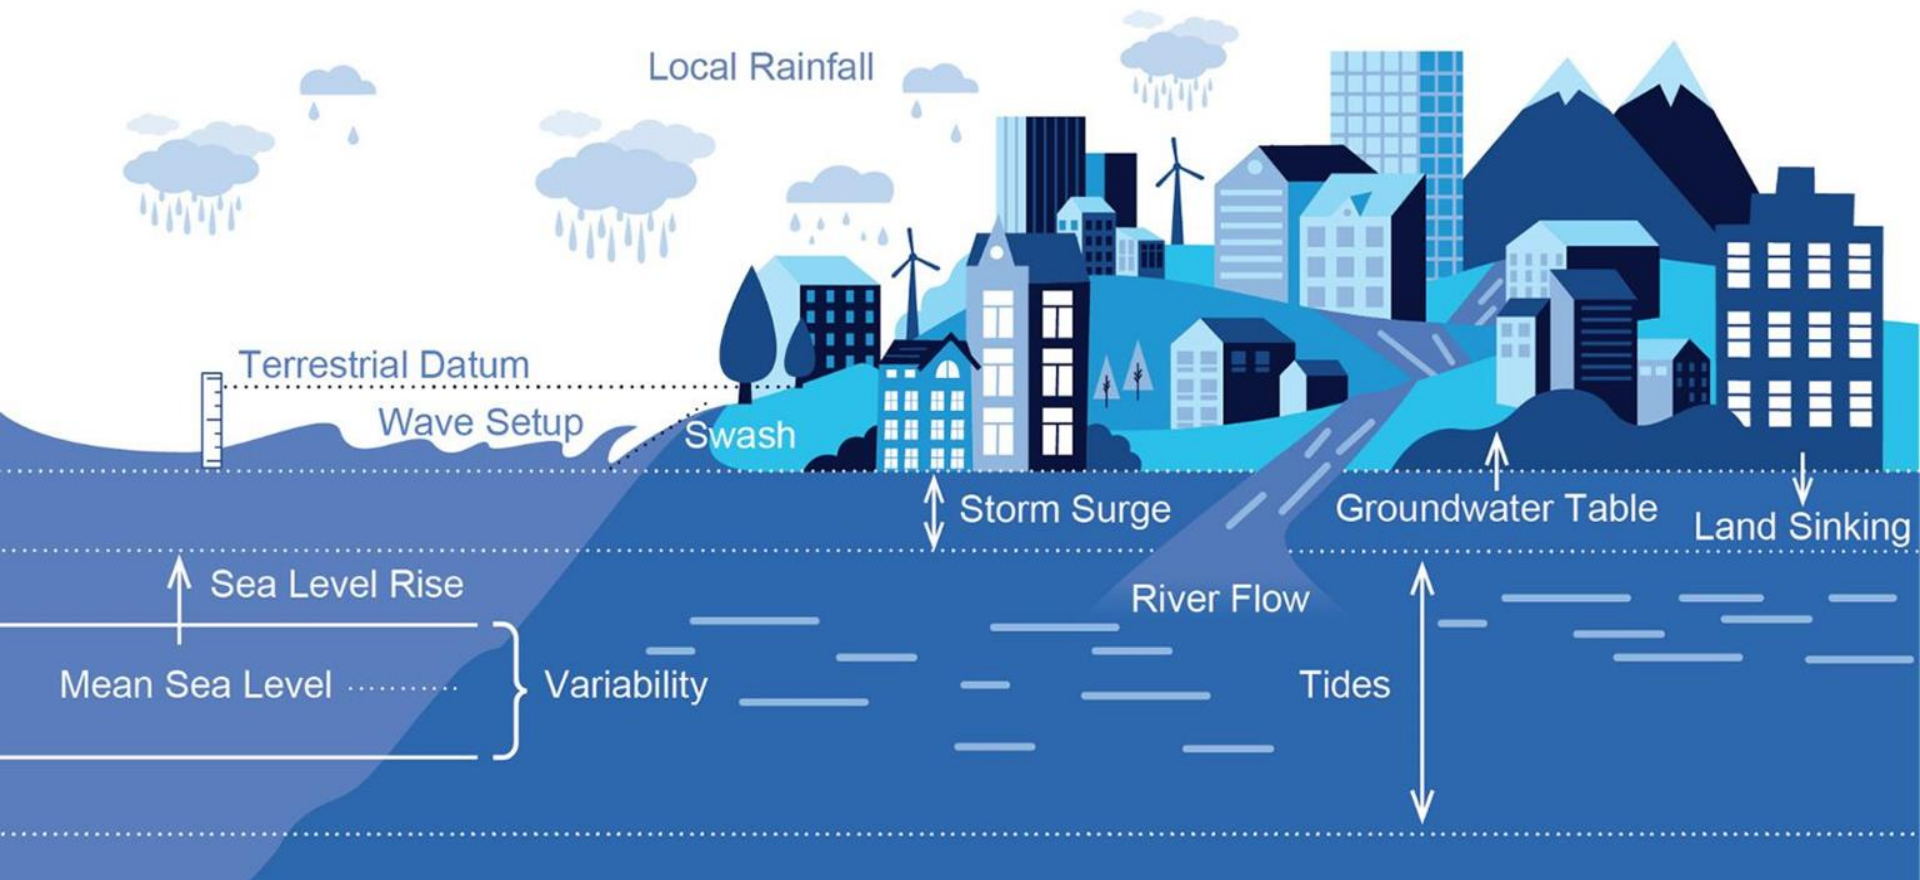 Local Rainfall
Terrestrial Datum
Wave Setup
Swash
Storm Surge
Groundwater Table
Land Sinking
Sea Level Rise
River Flow
Mean Sea Level
Variability
Tides